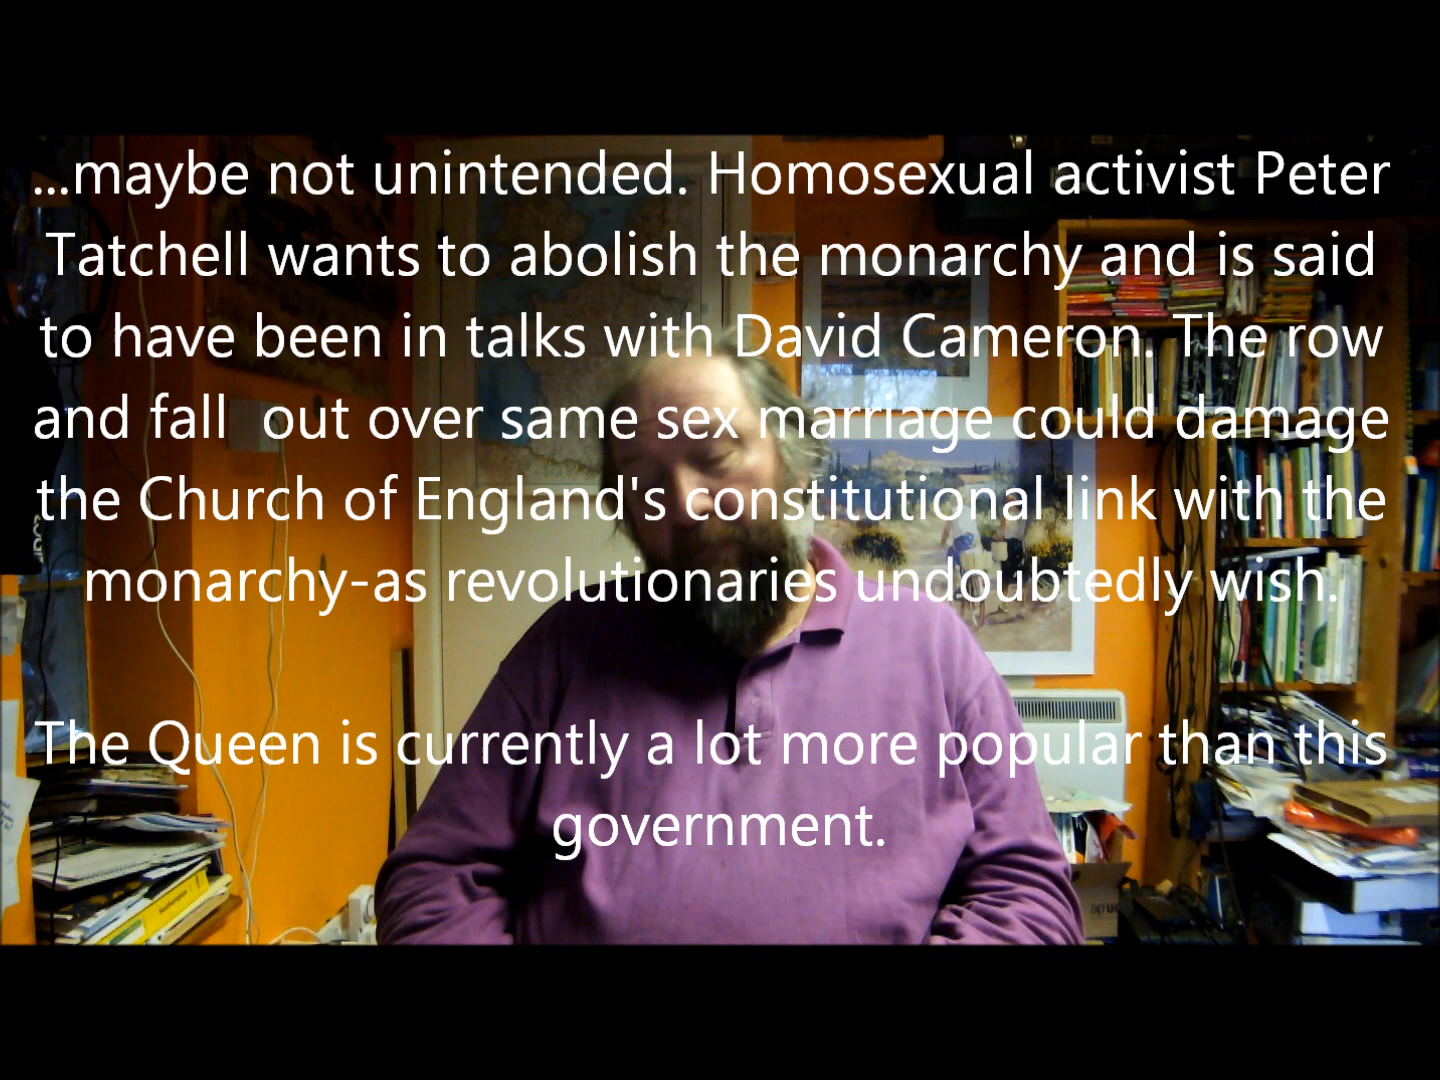 ...maybe not unintended. Homosexual activist Peter
Tatchell wants to abolish the monarchy and is said
to have been in talks with David Cameron. The row
and fall  out over same sex marriage could damage
the Church of England's constitutional link with the
monarchy-as revolutionaries undoubtedly wish.
The Queen is currently a lot more popular than this
government.